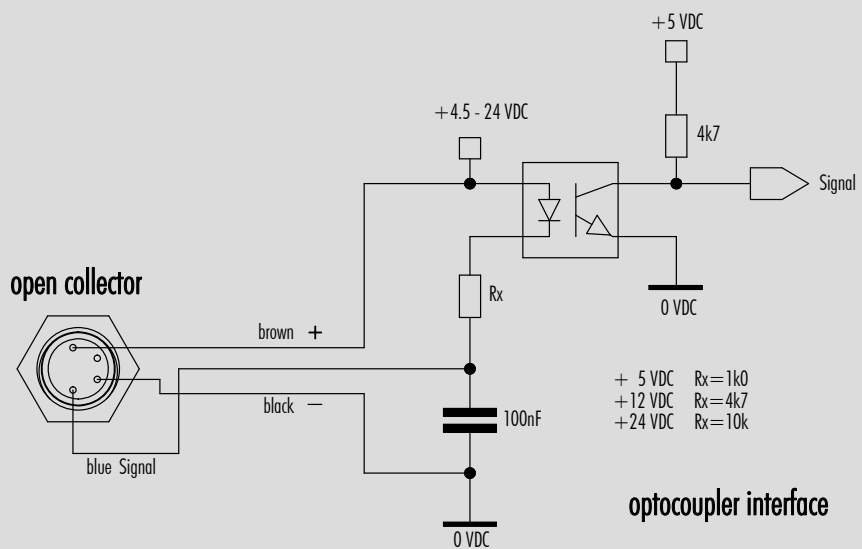 +5 VDC
+4.5 - 24 VDC
4k7
Signal
open collector
Rx
0 VDC
brown +
+ 5 VDC Rx=1k0
black −
+12 VDC Rx=4k7
100nF
+24 VDC Rx=10k
blue Signal
optocoupler interface
0 VDC